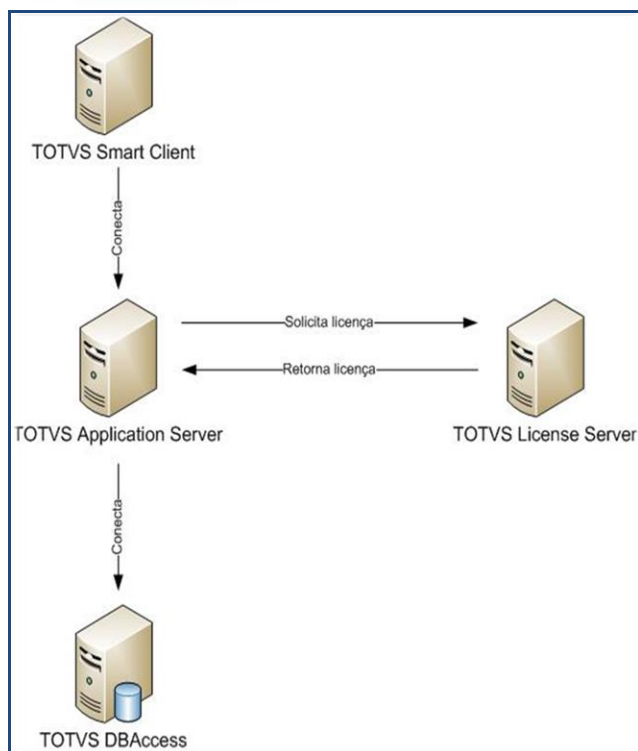 TOTVS Smart Client
Conecta
Solicita licença
Retorna licença
TOTVS Application Server
TOTVS License Server
Conecta
TOTVS DBAccess